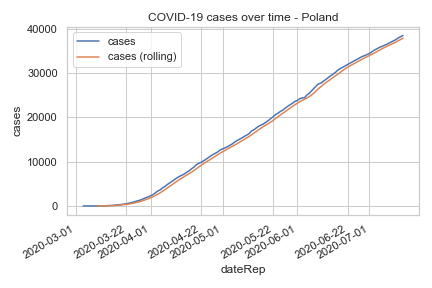 COVID-19 cases over time - Poland
cases
cases (rolling)
40000
30000
20000
10000
0
cases
2020-03-01
2020-03-22
2020-04-01
2020-04-22
2020-05-01
2020-05-22
2020-06-01
2020-06-22
2020-07-01
dateRep